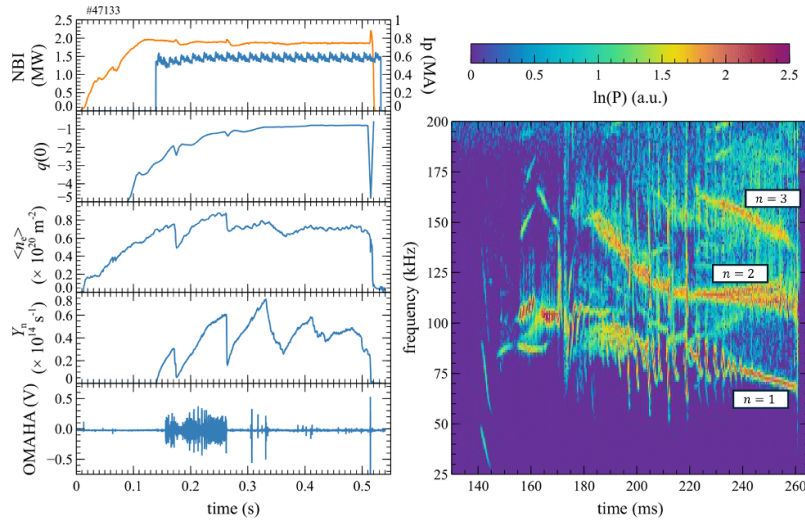 #47133
NBI
(MW)
2.5
2.0
1.5
1.0
0.5
0.0
1
0.8
0.6
0.4
0.2
0
Ip (MA)
q(0)
−1
−2
−3
−4
−5
<n_e>
(× 10^20 m^-2)
0.8
0.6
0.4
0.2
0.0
Y_n
(× 10^14 s^-1)
0.8
0.6
0.4
0.2
0
OMAHA (V)
0.5
0.0
−0.5
0 0.1 0.2 0.3 0.4 0.5
time (s)
0 0.5 1 1.5 2.0 2.5
ln(P) (a.u.)
frequency (kHz)
200
175
150
125
100
75
50
25
n = 3
n = 2
n = 1
140 160 180 200 220 240 260
time (ms)